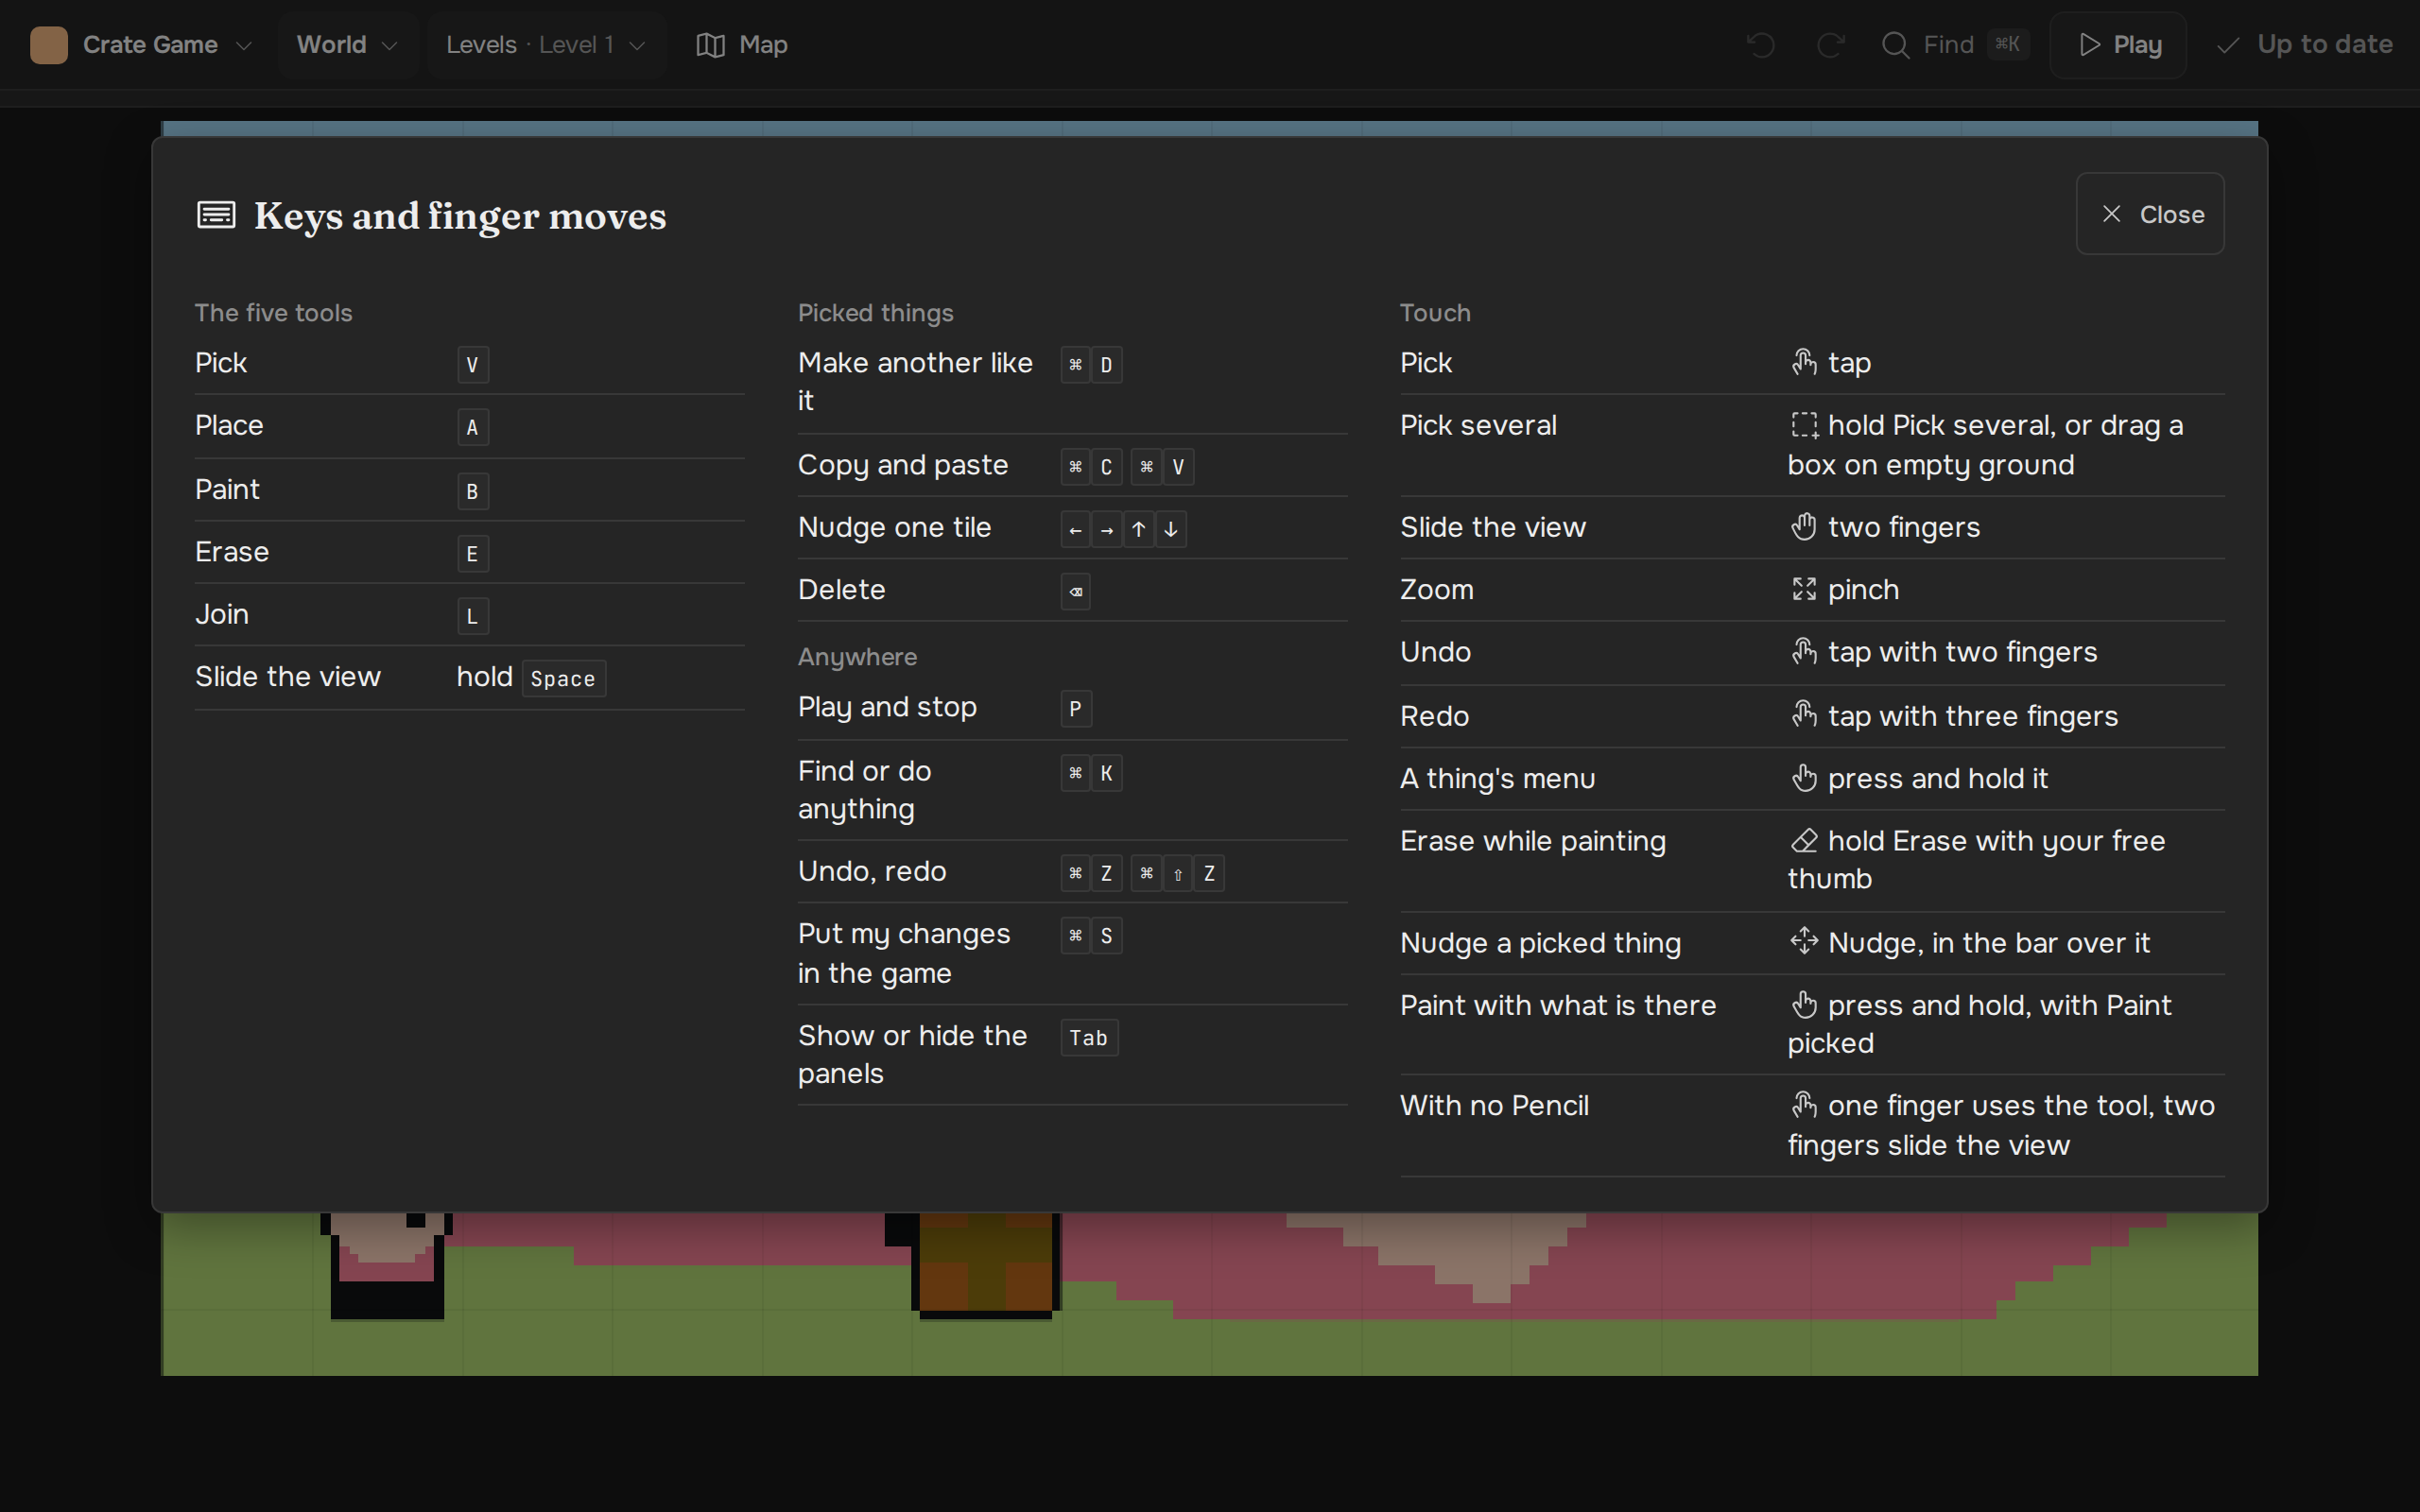 Crate Game
World
Levels · Level 1
Map
Find ⌘K
Play
Up to date
Keys and finger moves
Close
The five tools
Pick V
Place A
Paint B
Erase E
Join L
Slide the view hold Space
Picked things
Make another like ⌘ D
it
Copy and paste ⌘ C ⌘ V
Nudge one tile ← → ↑ ↓
Delete ⌫
Anywhere
Play and stop P
Find or do ⌘ K
anything
Undo, redo ⌘ Z ⌘ ⇧ Z
Put my changes ⌘ S
in the game
Show or hide the Tab
panels
Touch
Pick tap
Pick several hold Pick several, or drag a
box on empty ground
Slide the view two fingers
Zoom pinch
Undo tap with two fingers
Redo tap with three fingers
A thing's menu press and hold it
Erase while painting hold Erase with your free
thumb
Nudge a picked thing Nudge, in the bar over it
Paint with what is there press and hold, with Paint
picked
With no Pencil one finger uses the tool, two
fingers slide the view